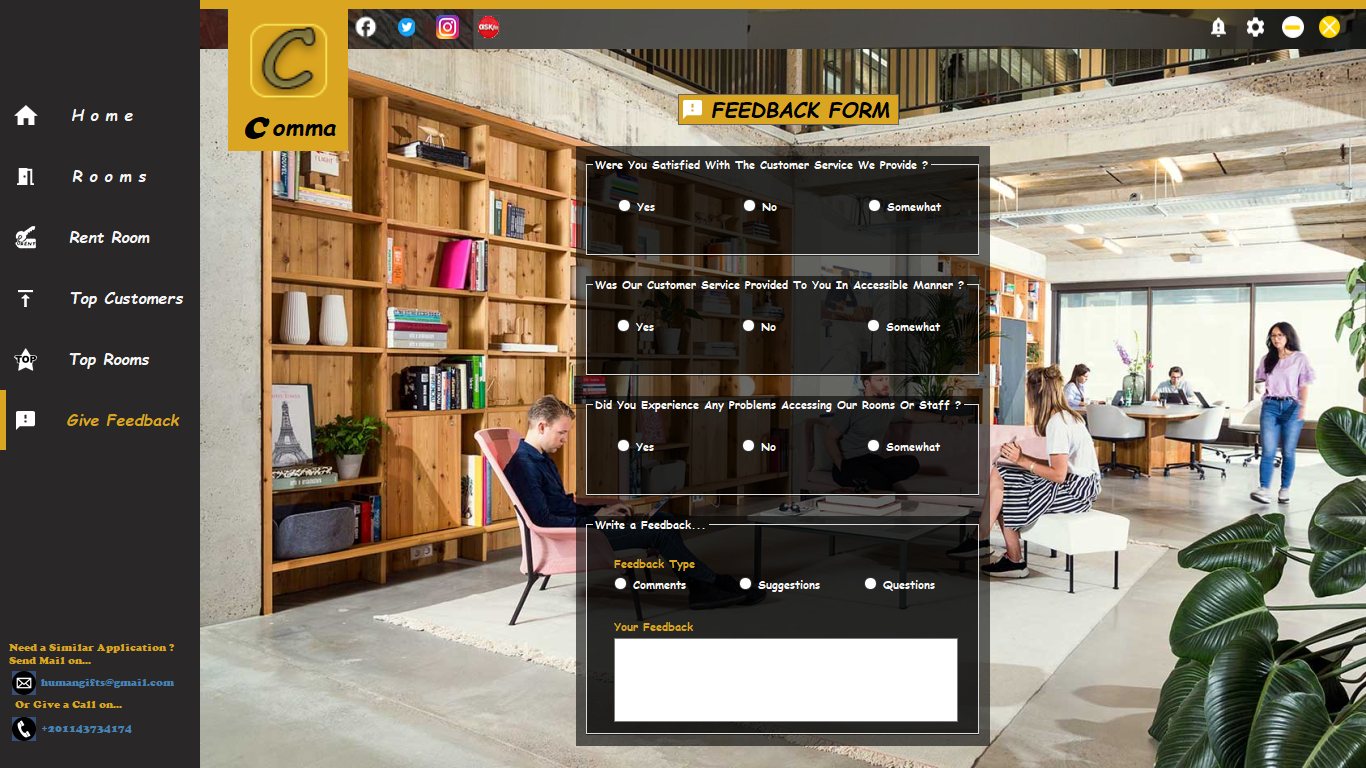 C
Comma
ask.fm
Home
Rooms
RENT
Rent Room
Top Customers
TOP
Top Rooms
Give Feedback
Need a Similar Application ?
Send Mail on...
humangifts@gmail.com
Or Give a Call on...
+201143734174
FEEDBACK FORM
Were You Satisfied With The Customer Service We Provide ?
Yes No Somewhat
Was Our Customer Service Provided To You In Accessible Manner ?
Yes No Somewhat
Did You Experience Any Problems Accessing Our Rooms Or Staff ?
Yes No Somewhat
Write a Feedback...
Feedback Type
Comments Suggestions Questions
Your Feedback